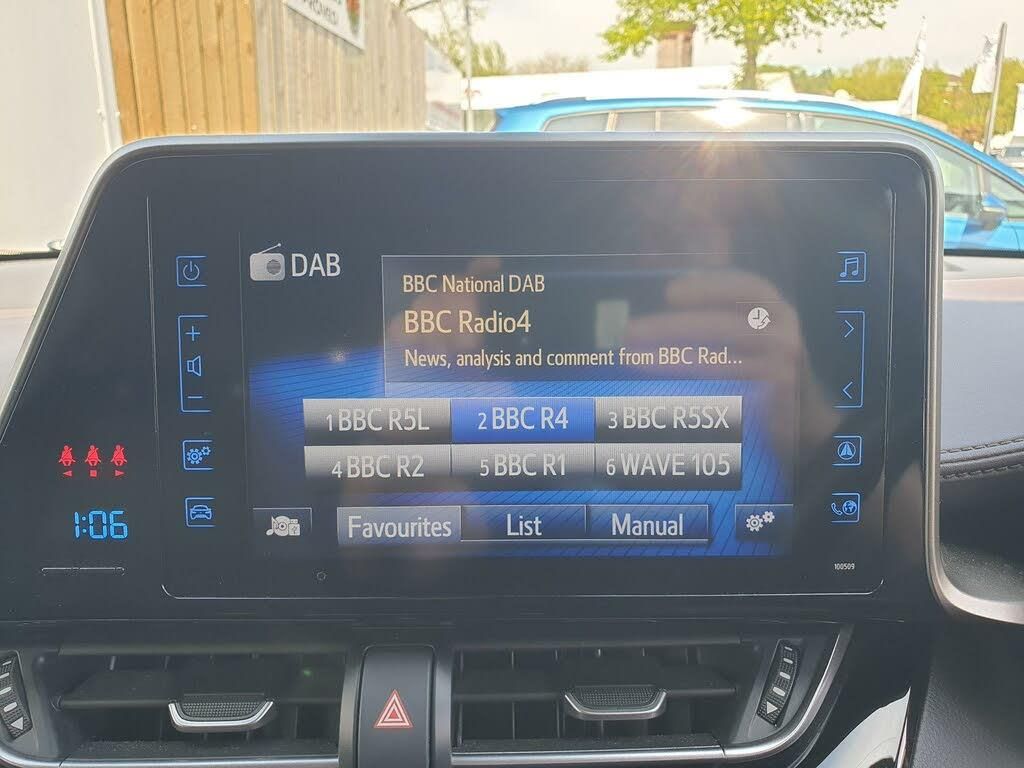 DAB
BBC National DAB
BBC Radio4
News, analysis and comment from BBC Rad...
1 BBC R5L
2 BBC R4
3 BBC R5SX
4 BBC R2
5 BBC R1
6 WAVE 105
Favourites
List
Manual
1:06
100509